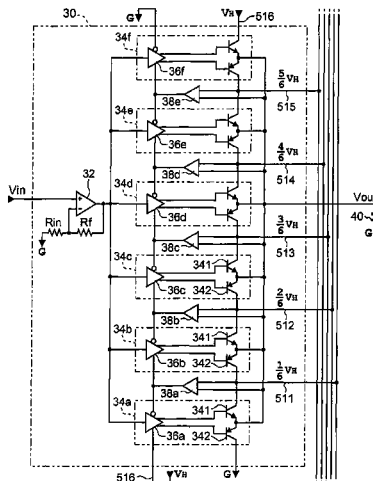 G
VH 516
30
34f
36f
5/6 VH
38e
515
34e
36e
4/6 VH
38d
514
34d
Vin
32
36d
Vout
40
G
3/6 VH
38c
513
Rin Rf
G
34c
341
36c
342
2/6 VH
38b
512
34b
341
36b
342
1/6 VH
38a
511
34a
341
36a
342
516
VH
G